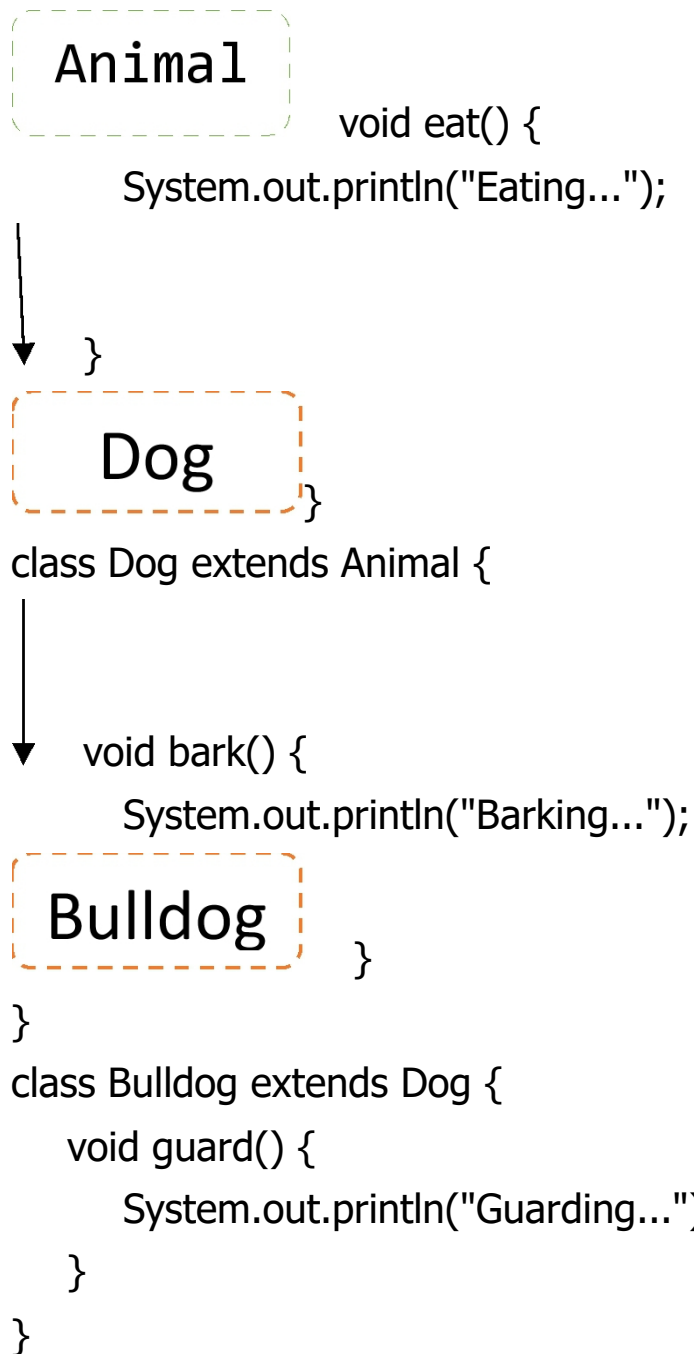 Animal
void eat() {
System.out.println("Eating...");
}
Dog
}
class Dog extends Animal {
void bark() {
System.out.println("Barking...");
Bulldog
}
}
class Bulldog extends Dog {
void guard() {
System.out.println("Guarding...")
}
}